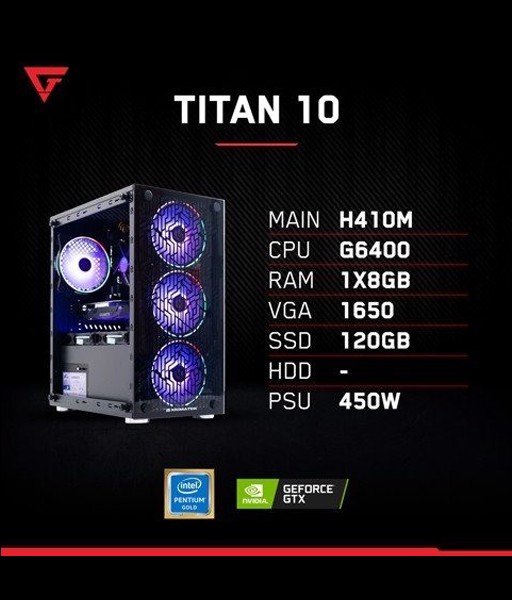 TITAN 10
MAIN H410M
CPU G6400
RAM 1X8GB
VGA 1650
SSD 120GB
HDD -
PSU 450W
intel
PENTIUM
GOLD
NVIDIA.
GEFORCE
GTX